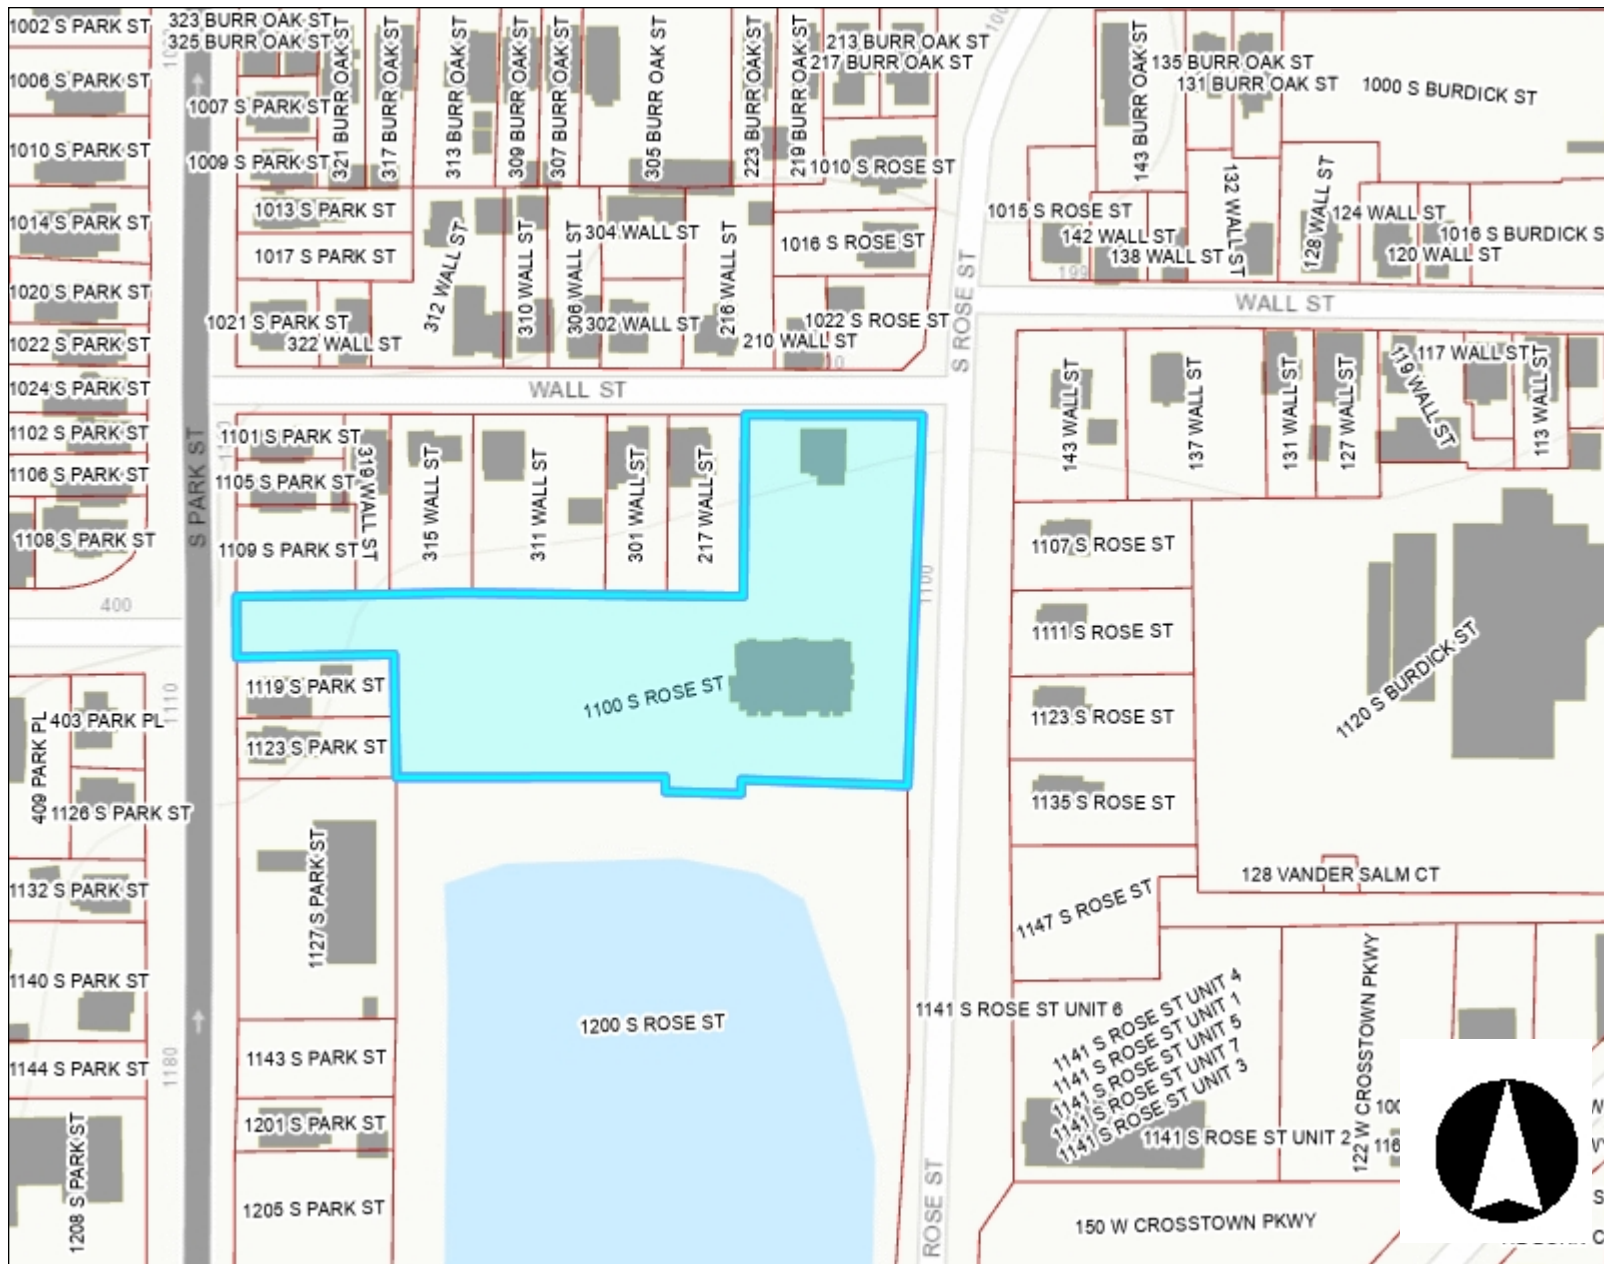 1002 S PARK ST
1006 S PARK ST
1010 S PARK ST
1014 S PARK ST
1020 S PARK ST
1022 S PARK ST
1024 S PARK ST
1102 S PARK ST
1106 S PARK ST
1108 S PARK ST
400
403 PARK PL
409 PARK PL
1126 S PARK ST
1132 S PARK ST
1140 S PARK ST
1144 S PARK ST
1208 S PARK ST
S PARK ST
1110
1180
323 BURR OAK ST
325 BURR OAK ST
1007 S PARK ST
1009 S PARK ST
1013 S PARK ST
1017 S PARK ST
1021 S PARK ST
322 WALL ST
321 BURR OAK ST
317 BURR OAK ST
313 BURR OAK ST
309 BURR OAK ST
307 BURR OAK ST
305 BURR OAK ST
223 BURR OAK ST
219 BURR OAK ST
213 BURR OAK ST
217 BURR OAK ST
1010 S ROSE ST
1016 S ROSE ST
1022 S ROSE ST
210 WALL ST
312 WALL ST
310 WALL ST
306 WALL ST
304 WALL ST
302 WALL ST
216 WALL ST
WALL ST
1101 S PARK ST
1105 S PARK ST
1109 S PARK ST
319 WALL ST
315 WALL ST
311 WALL ST
301 WALL ST
217 WALL ST
1100 S ROSE ST
1100
1119 S PARK ST
1123 S PARK ST
1127 S PARK ST
1143 S PARK ST
1201 S PARK ST
1205 S PARK ST
1200 S ROSE ST
S ROSE ST
ROSE ST
143 BURR OAK ST
135 BURR OAK ST
131 BURR OAK ST
1000 S BURDICK ST
1015 S ROSE ST
142 WALL ST
138 WALL ST
199
132 WALL ST
128 WALL ST
124 WALL ST
120 WALL ST
1016 S BURDICK S
WALL ST
143 WALL ST
137 WALL ST
131 WALL ST
127 WALL ST
119 WALL ST
117 WALL ST
113 WALL ST
1107 S ROSE ST
1111 S ROSE ST
1123 S ROSE ST
1135 S ROSE ST
1147 S ROSE ST
1120 S BURDICK ST
128 VANDER SALM CT
1141 S ROSE ST UNIT 6
1141 S ROSE ST UNIT 4
1141 S ROSE ST UNIT 1
1141 S ROSE ST UNIT 5
1141 S ROSE ST UNIT 7
1141 S ROSE ST UNIT 3
1141 S ROSE ST UNIT 2
122 W CROSSTOWN PKWY
150 W CROSSTOWN PKWY